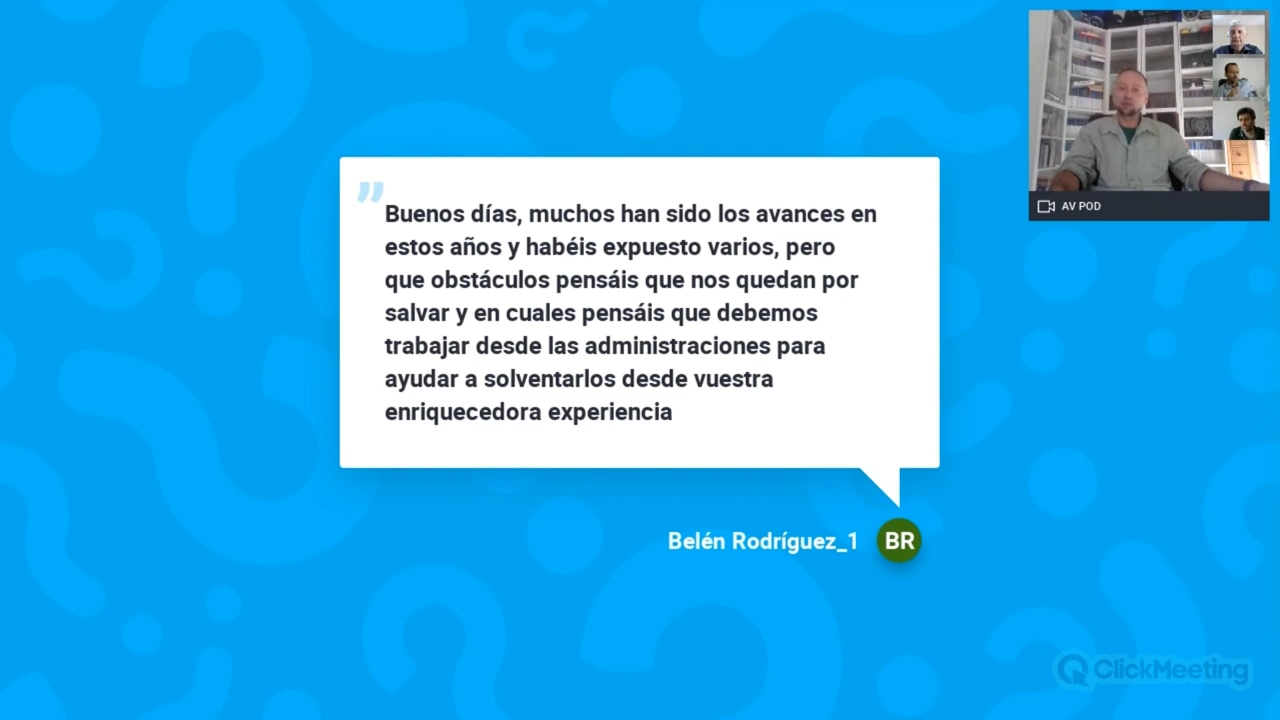 AV POD
"
Buenos días, muchos han sido los avances en
estos años y habéis expuesto varios, pero
que obstáculos pensáis que nos quedan por
salvar y en cuales pensáis que debemos
trabajar desde las administraciones para
ayudar a solventarlos desde vuestra
enriquecedora experiencia
Belén Rodríguez_1 BR
ClickMeeting